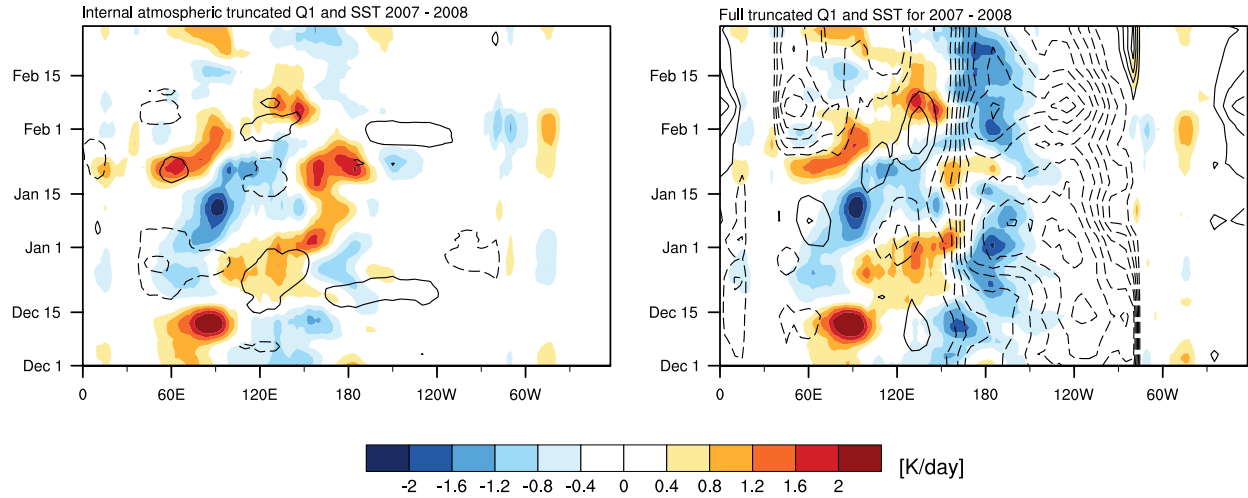 Internal atmospheric truncated Q1 and SST 2007 - 2008
Feb 15
Feb 1
Jan 15
Jan 1
Dec 15
Dec 1
0 60E 120E 180 120W 60W
Full truncated Q1 and SST for 2007 - 2008
Feb 15
Feb 1
Jan 15
Jan 1
Dec 15
Dec 1
0 60E 120E 180 120W 60W
-2 -1.6 -1.2 -0.8 -0.4 0 0.4 0.8 1.2 1.6 2
[K/day]